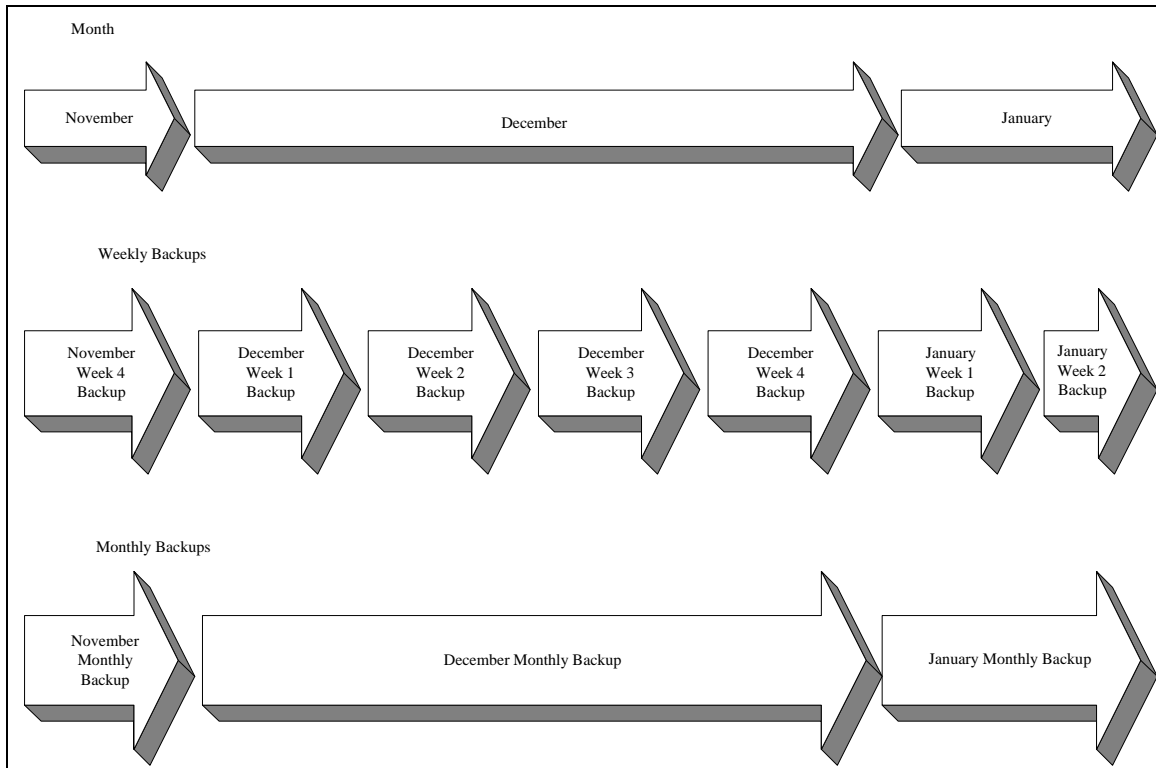 Month
November
December
January
Weekly Backups
November
Week 4
Backup
December
Week 1
Backup
December
Week 2
Backup
December
Week 3
Backup
December
Week 4
Backup
January
Week 1
Backup
January
Week 2
Backup
Monthly Backups
November
Monthly
Backup
December Monthly Backup
January Monthly Backup